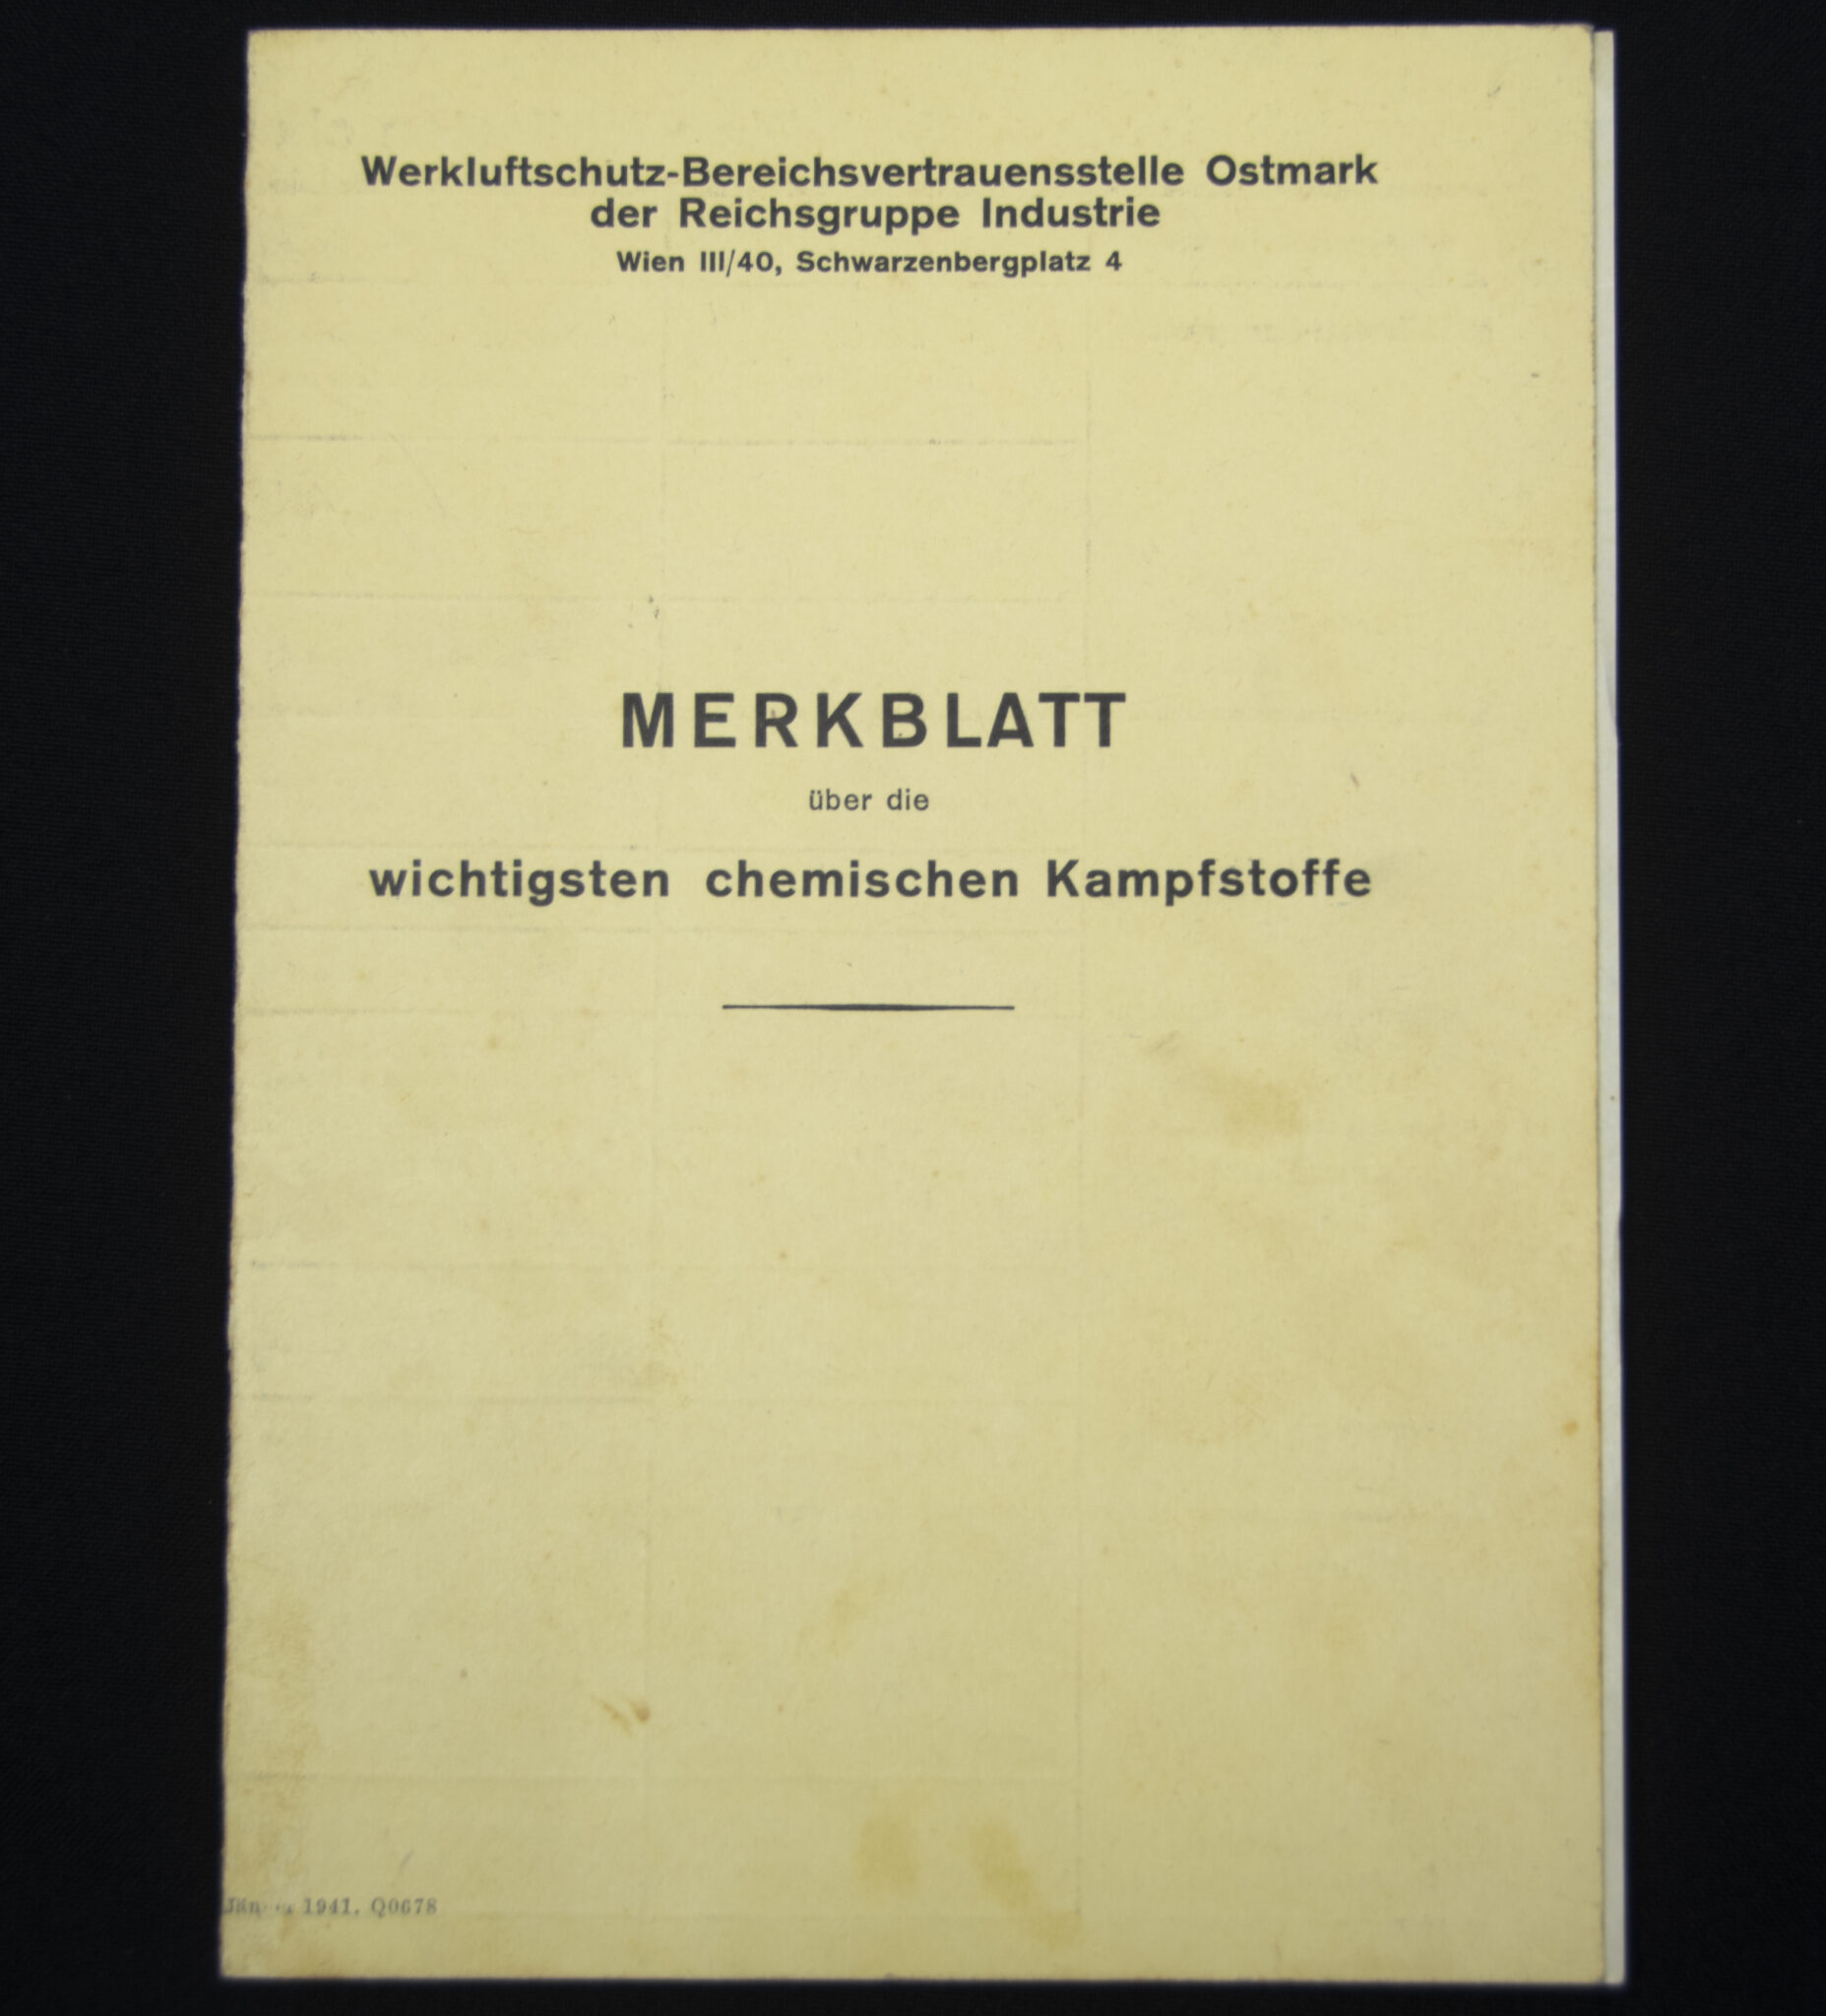 Werkluftschutz-Bereichsvertrauensstelle Ostmark
der Reichsgruppe Industrie
Wien III/40, Schwarzenbergplatz 4
MERKBLATT
über die
wichtigsten chemischen Kampfstoffe
1941, Q0678